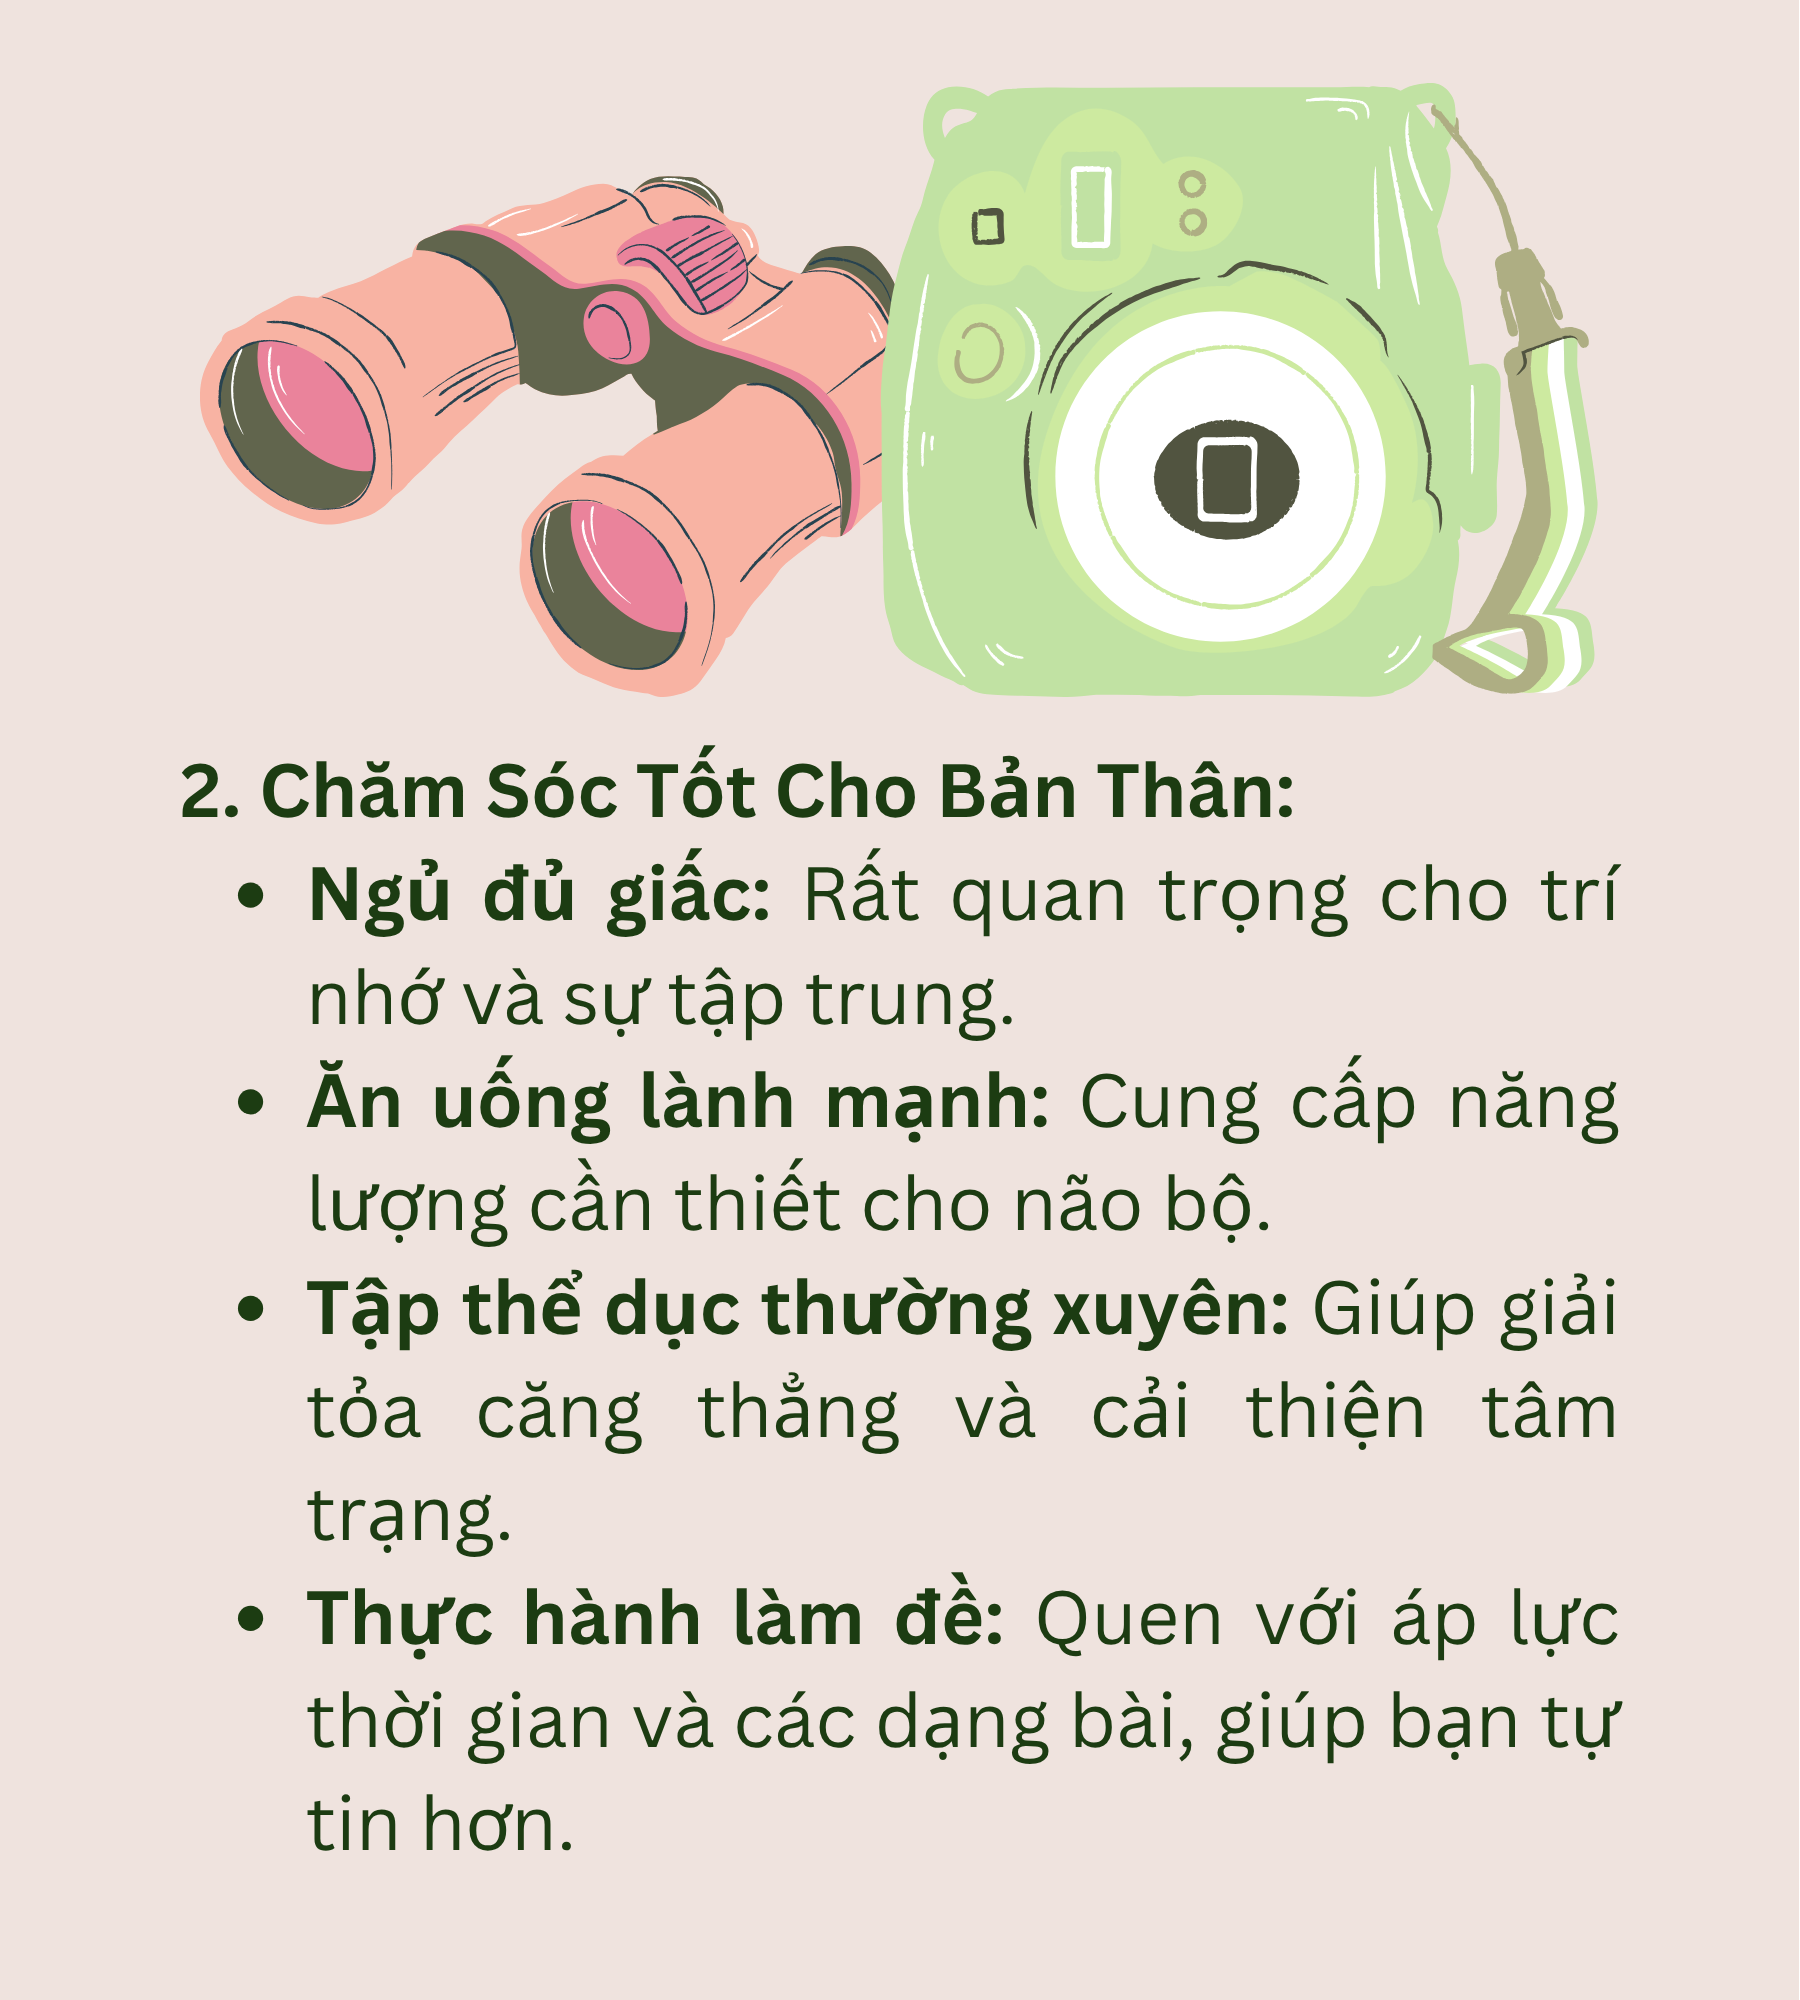 2. Chăm Sóc Tốt Cho Bản Thân:
• Ngủ đủ giấc: Rất quan trọng cho trí
nhớ và sự tập trung.
• Ăn uống lành mạnh: Cung cấp năng
lượng cần thiết cho não bộ.
• Tập thể dục thường xuyên: Giúp giải
tỏa căng thẳng và cải thiện tâm
trạng.
• Thực hành làm đề: Quen với áp lực
thời gian và các dạng bài, giúp bạn tự
tin hơn.